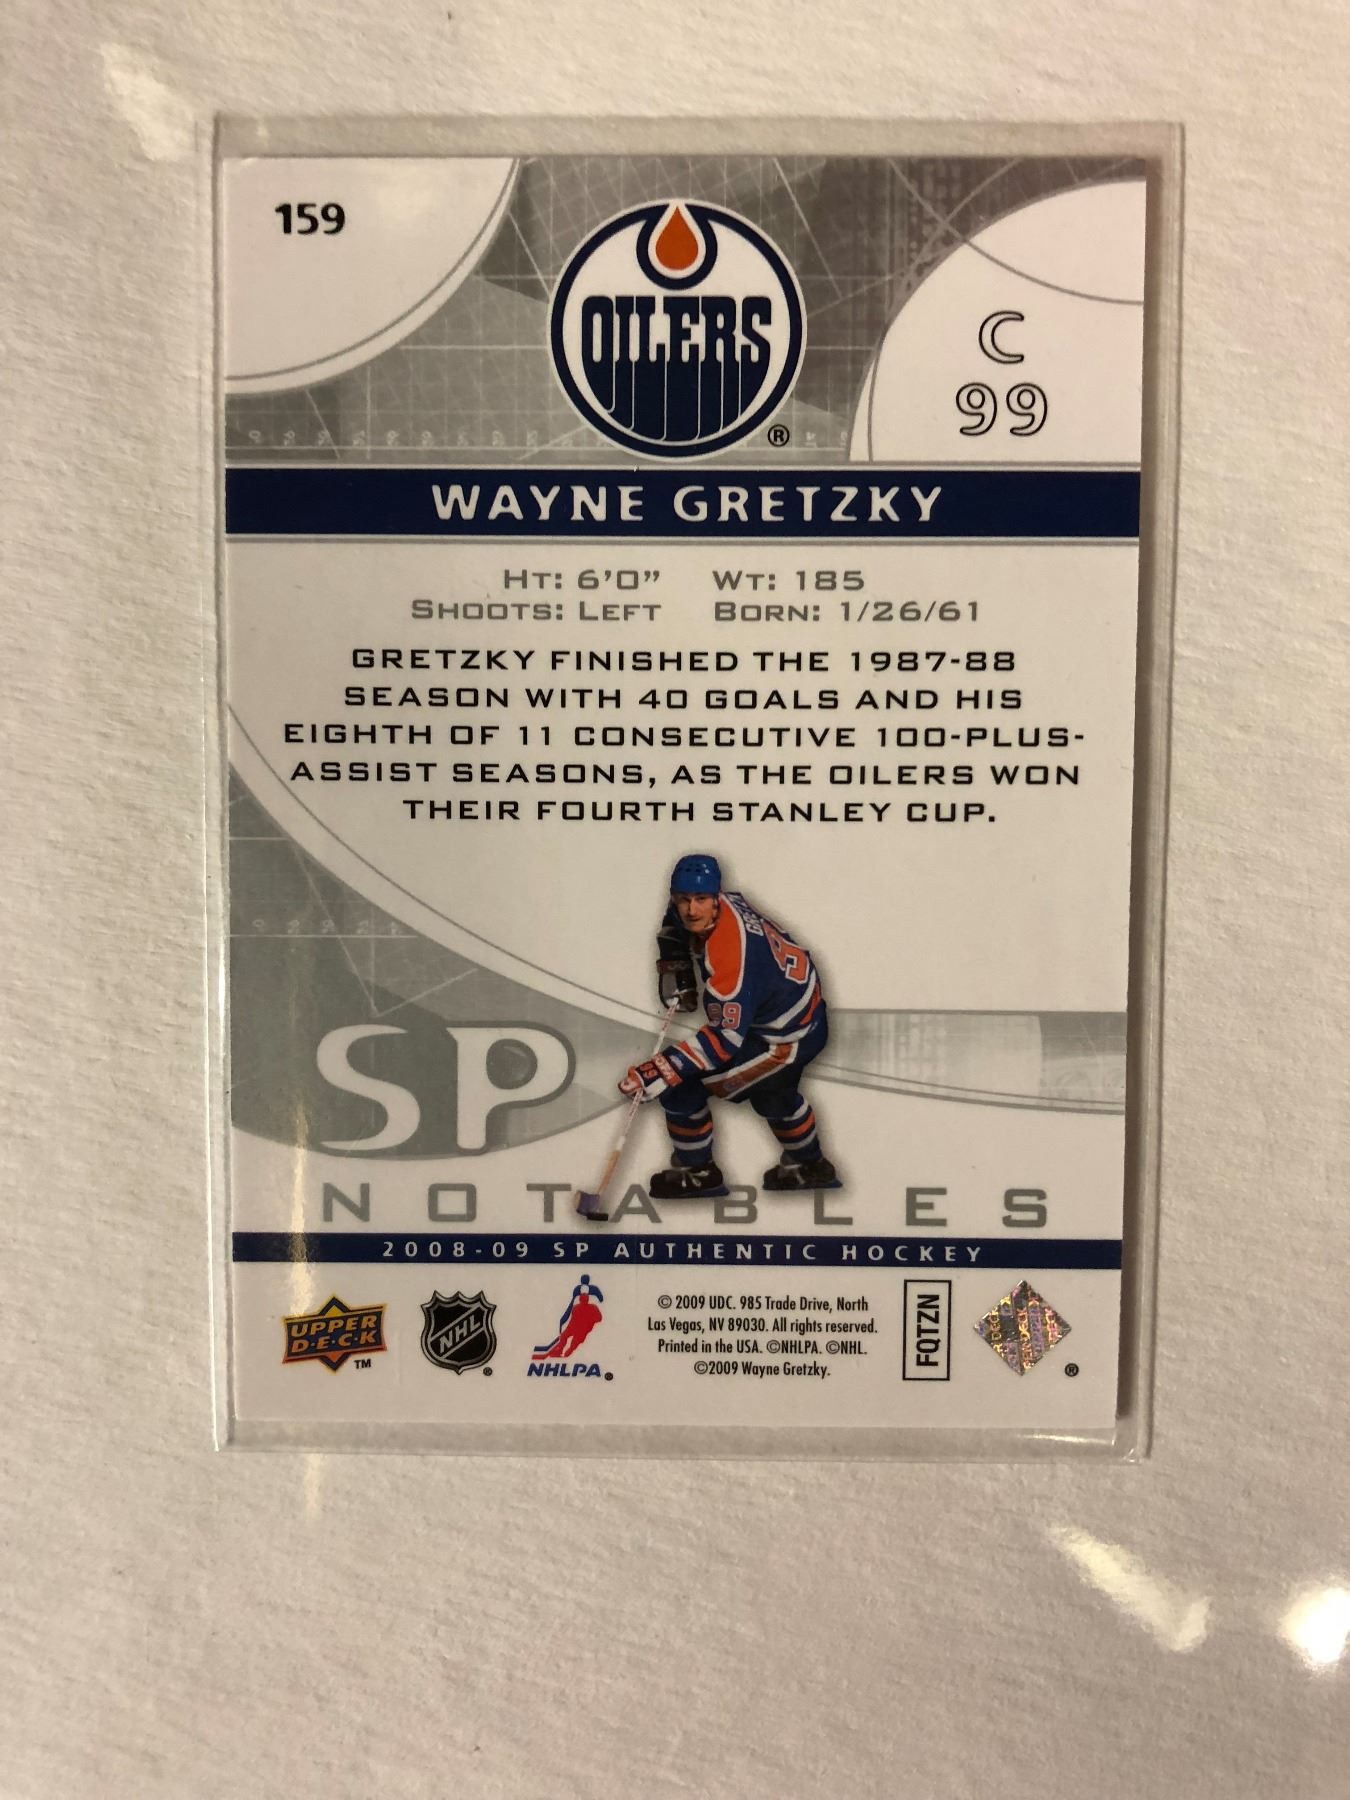 159
OILERS
®
C
99
WAYNE GRETZKY
HT: 6'0" WT: 185
SHOOTS: LEFT BORN: 1/26/61
GRETZKY FINISHED THE 1987-88
SEASON WITH 40 GOALS AND HIS
EIGHTH OF 11 CONSECUTIVE 100-PLUS-
ASSIST SEASONS, AS THE OILERS WON
THEIR FOURTH STANLEY CUP.
99
SP
NOTABLES
2008-09 SP AUTHENTIC HOCKEY
UPPER
D·E·C·K
TM
NHL
®
NHLPA®
© 2009 UDC. 985 Trade Drive, North
Las Vegas, NV 89030. All rights reserved.
Printed in the USA. ©NHLPA. ©NHL.
©2009 Wayne Gretzky.
FQTZN
®